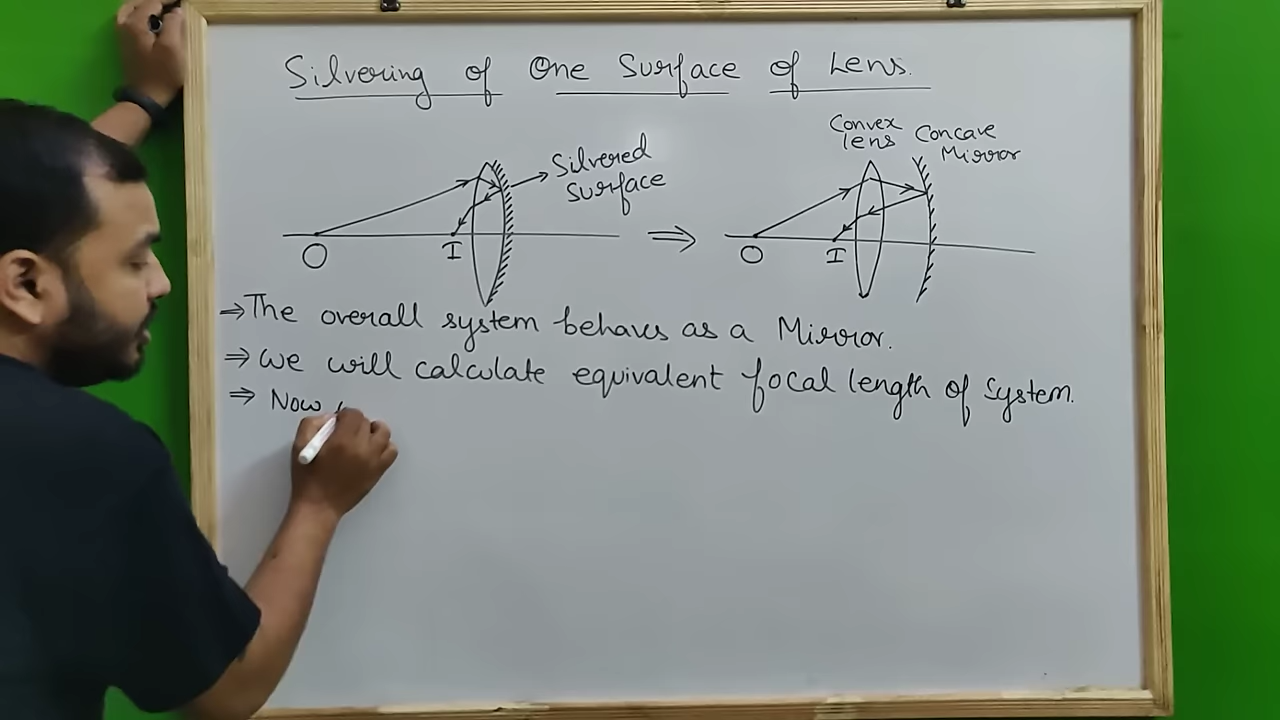 Silvering of One Surface of Lens.
Silvered
Surface
O
I
⇒
Convex
lens
Concave
Mirror
O
I
⇒ The overall system behaves as a Mirror.
⇒ We will calculate equivalent focal length of System.
⇒ Now